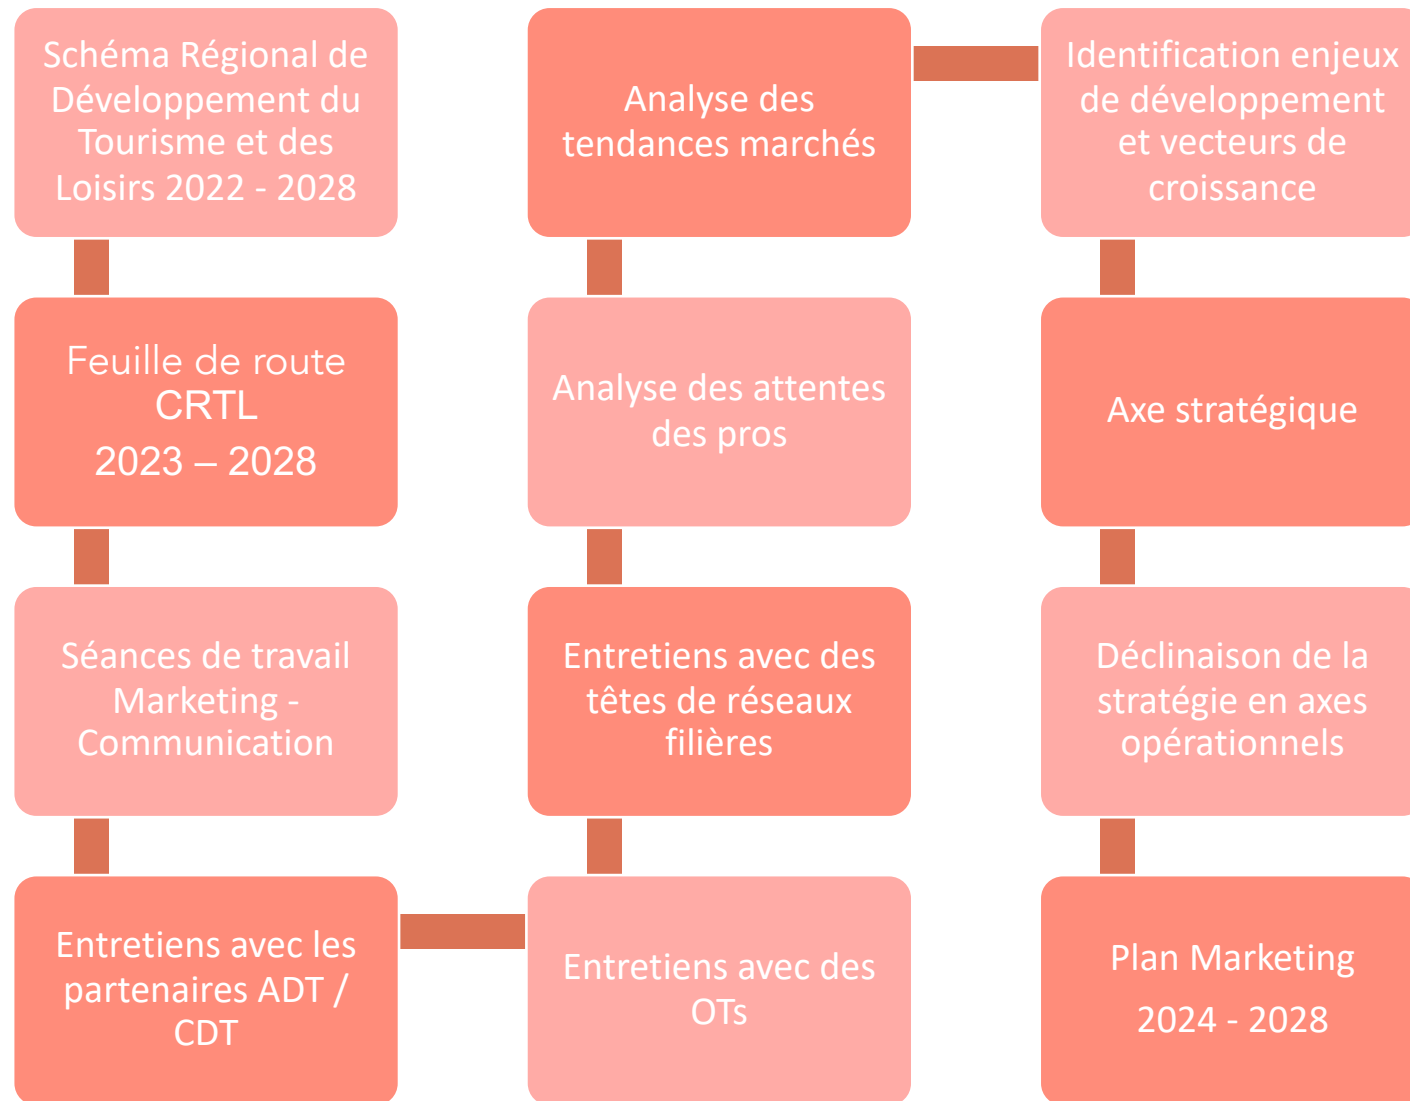 Schéma Régional de
Développement du
Tourisme et des
Loisirs 2022 - 2028
Feuille de route
CRTL
2023 – 2028
Séances de travail
Marketing -
Communication
Entretiens avec les
partenaires ADT /
CDT
Entretiens avec des
OTs
Entretiens avec des
têtes de réseaux
filières
Analyse des attentes
des pros
Analyse des
tendances marchés
Identification enjeux
de développement
et vecteurs de
croissance
Axe stratégique
Déclinaison de la
stratégie en axes
opérationnels
Plan Marketing
2024 - 2028